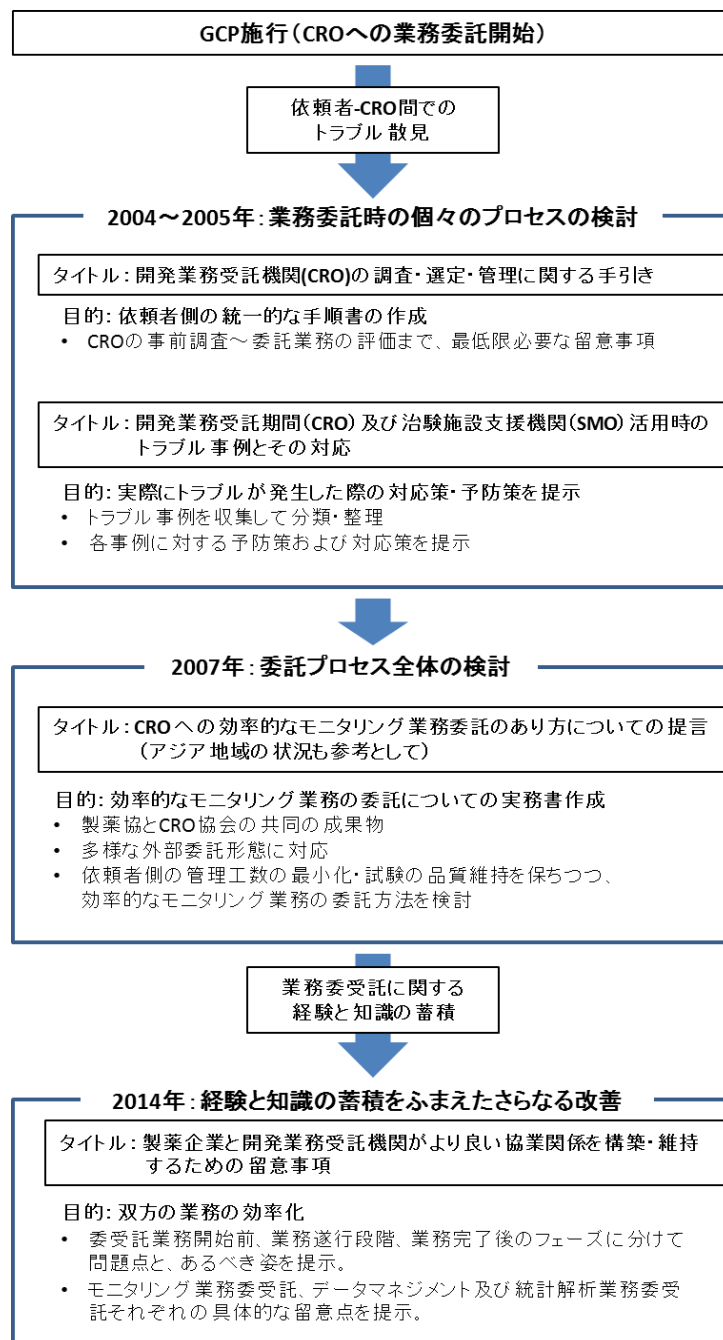 GCP施行（CROへの業務委託開始）
依頼者-CRO間での
トラブル散見
2004～2005年：業務委託時の個々のプロセスの検討
タイトル：開発業務受託機関(CRO)の調査・選定・管理に関する手引き
目的：依頼者側の統一的な手順書の作成
• CROの事前調査～委託業務の評価まで、最低限必要な留意事項
タイトル：開発業務受託期間（CRO）及び治験施設支援機関（SMO）活用時の
トラブル事例とその対応
目的：実際にトラブルが発生した際の対応策・予防策を提示
• トラブル事例を収集して分類・整理
• 各事例に対する予防策および対応策を提示
2007年：委託プロセス全体の検討
タイトル：CROへの効率的なモニタリング業務委託のあり方についての提言
（アジア地域の状況も参考として）
目的：効率的なモニタリング業務の委託についての実務書作成
• 製薬協とCRO協会の共同の成果物
• 多様な外部委託形態に対応
• 依頼者側の管理工数の最小化・試験の品質維持を保ちつつ、
効率的なモニタリング業務の委託方法を検討
業務委受託に関する
経験と知識の蓄積
2014年：経験と知識の蓄積をふまえたさらなる改善
タイトル：製薬企業と開発業務受託機関がより良い協業関係を構築・維持
するための留意事項
目的：双方の業務の効率化
• 委受託業務開始前、業務遂行段階、業務完了後のフェーズに分けて
問題点と、あるべき姿を提示。
• モニタリング業務委受託、データマネジメント及び統計解析業務委受
託それぞれの具体的な留意点を提示。